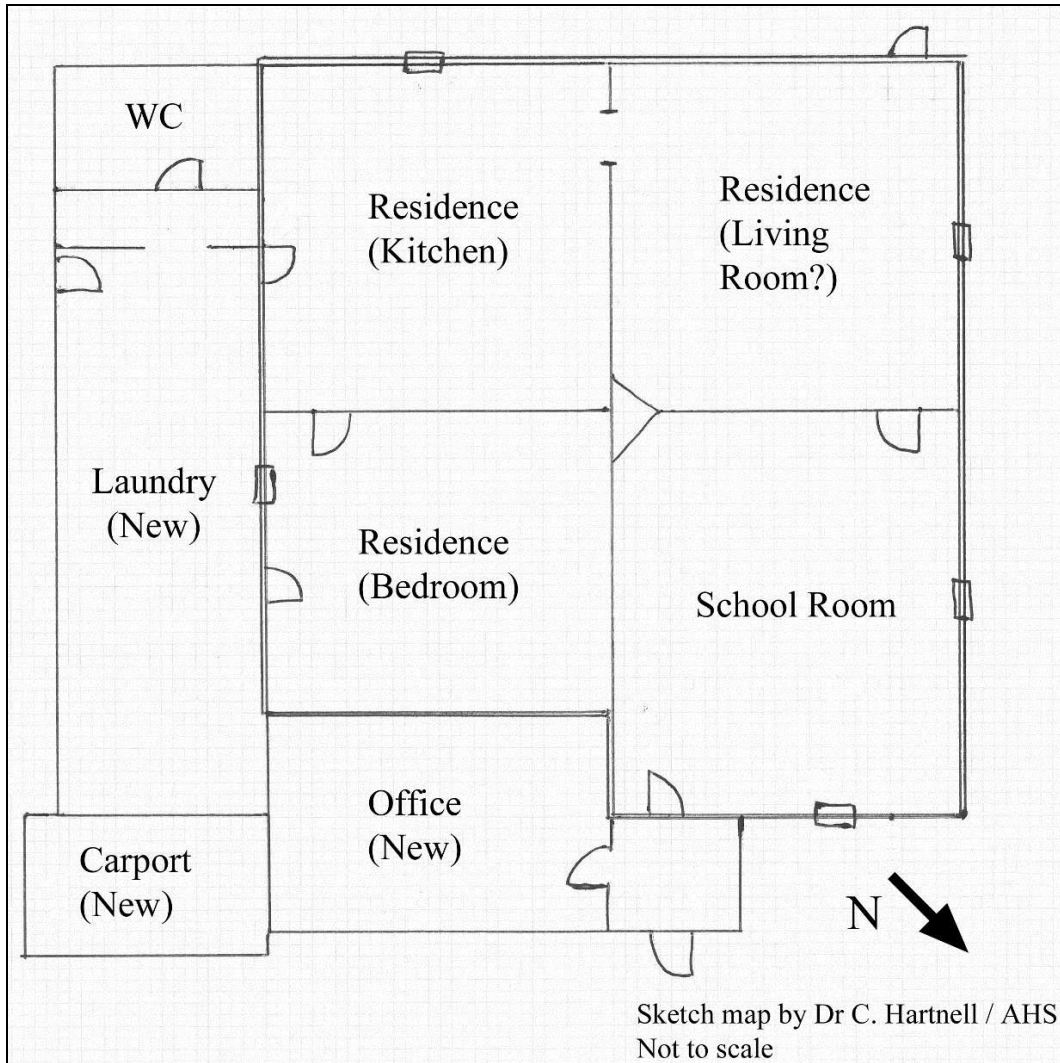 WC
Residence
(Kitchen)
Residence
(Living
Room?)
Laundry
(New)
Residence
(Bedroom)
School Room
Office
(New)
Carport
(New)
N
Sketch map by Dr C. Hartnell / AHS
Not to scale